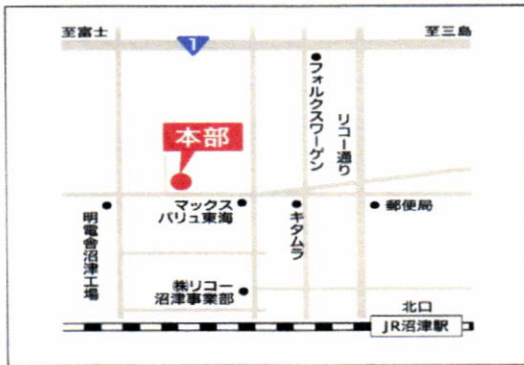 至富士
至三島
1
フォルクスワーゲン
リコー通り
本部
マックス
バリュ東海
明電舎沼津工場
キタムラ
郵便局
㈱リコー
沼津事業部
北口
JR沼津駅